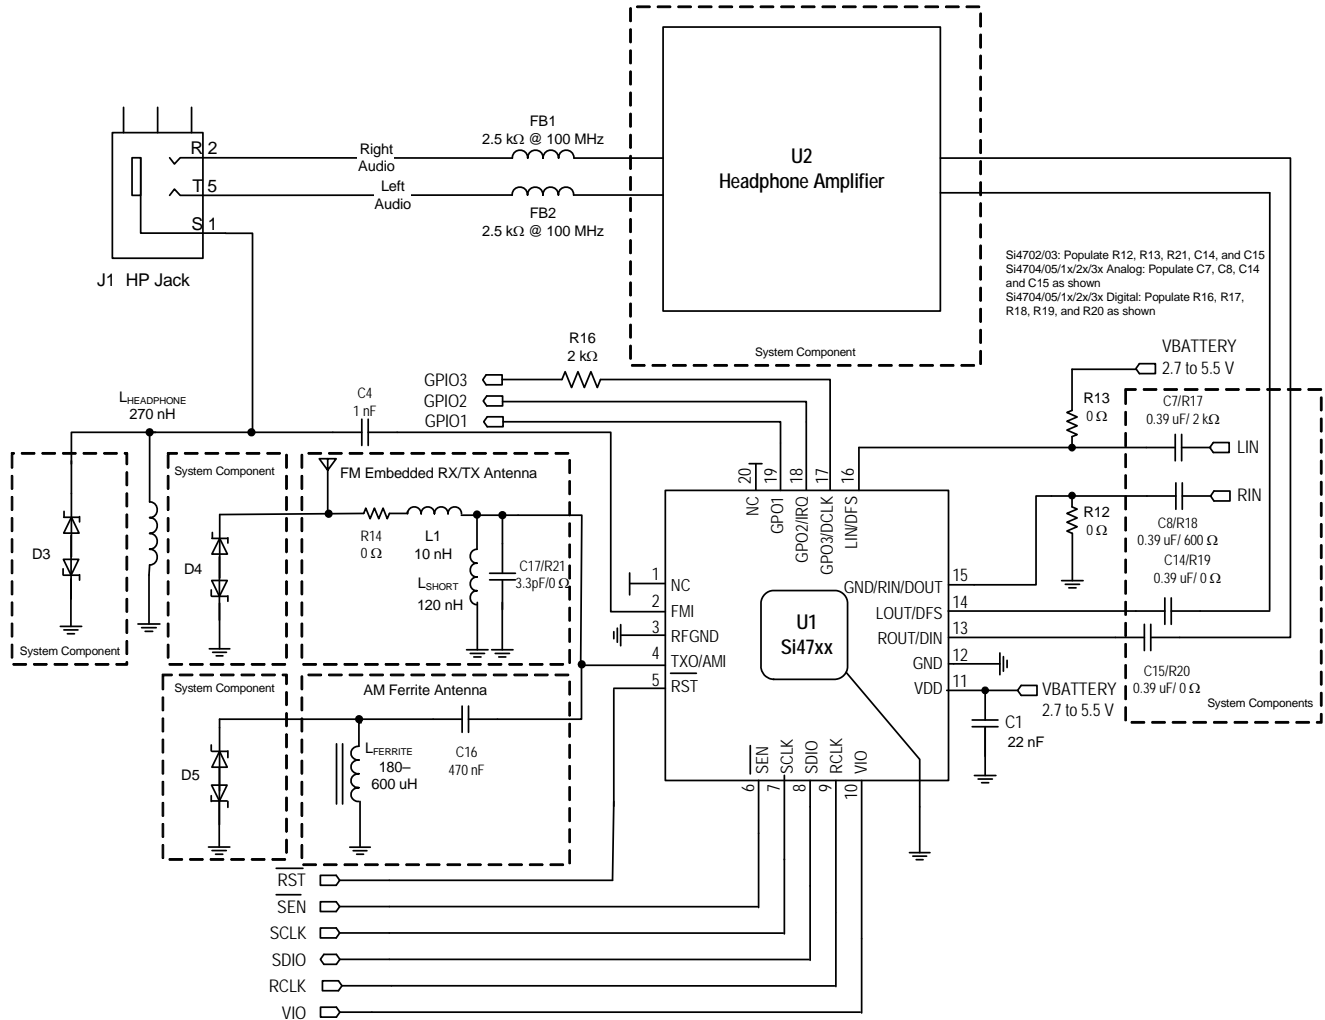 FB1
2.5 kΩ @ 100 MHz
U2
Headphone Amplifier
R 2
Right
Audio
T 5
Left
Audio
FB2
2.5 kΩ @ 100 MHz
S 1
J1 HP Jack
Si4702/03: Populate R12, R13, R21, C14, and C15
Si4704/05/1x/2x/3x Analog: Populate C7, C8, C14
and C15 as shown
Si4704/05/1x/2x/3x Digital: Populate R16, R17,
R18, R19, and R20 as shown
System Component
R16
2 kΩ
GPIO3
GPIO2
GPIO1
VBATTERY
2.7 to 5.5 V
LHEADPHONE
270 nH
C4
1 nF
R13
0 Ω
C7/R17
0.39 uF/ 2 kΩ
LIN
System Component
FM Embedded RX/TX Antenna
20
19
18
17
16
NC
GPO1
GPO2/IRQ
GPO3/DCLK
LIN/DFS
RIN
R12
0 Ω
C8/R18
0.39 uF/ 600 Ω
D3
D4
R14
0 Ω
L1
10 nH
LSHORT
120 nH
C17/R21
3.3pF/0 Ω
C14/R19
0.39 uF/ 0 Ω
1
NC
2
FMI
3
RFGND
4
TXO/AMI
5
RST
U1
Si47xx
GND/RIN/DOUT
15
LOUT/DFS
14
ROUT/DIN
13
GND
12
VDD
11
System Component
C15/R20
0.39 uF/ 0 Ω
System Components
VBATTERY
2.7 to 5.5 V
C1
22 nF
System Component
AM Ferrite Antenna
D5
LFERRITE
180–
600 uH
C16
470 nF
SEN
SCLK
SDIO
RCLK
VIO
6
7
8
9
10
RST
SEN
SCLK
SDIO
RCLK
VIO